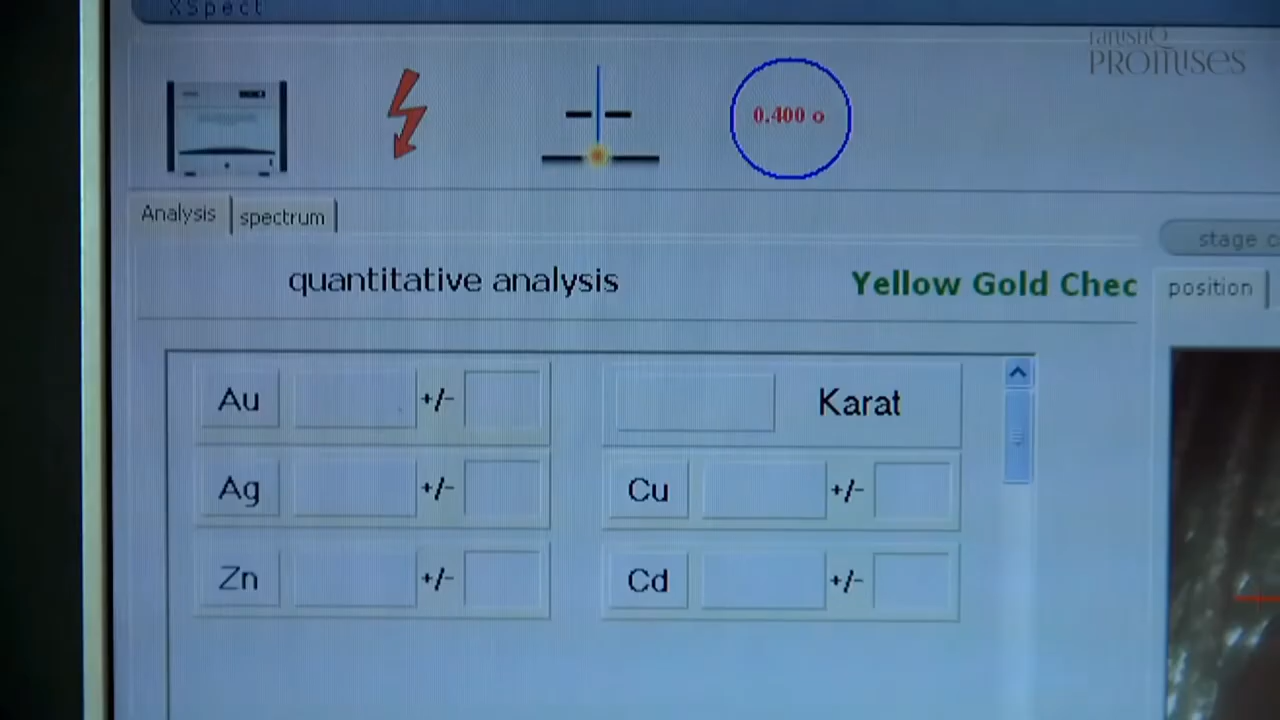 XSpect
TanishQ
PROMISES
0.400 o
Analysis
spectrum
stage c
quantitative analysis
Yellow Gold Chec
position
Au +/- Karat
Ag +/- Cu +/-
Zn +/- Cd +/-